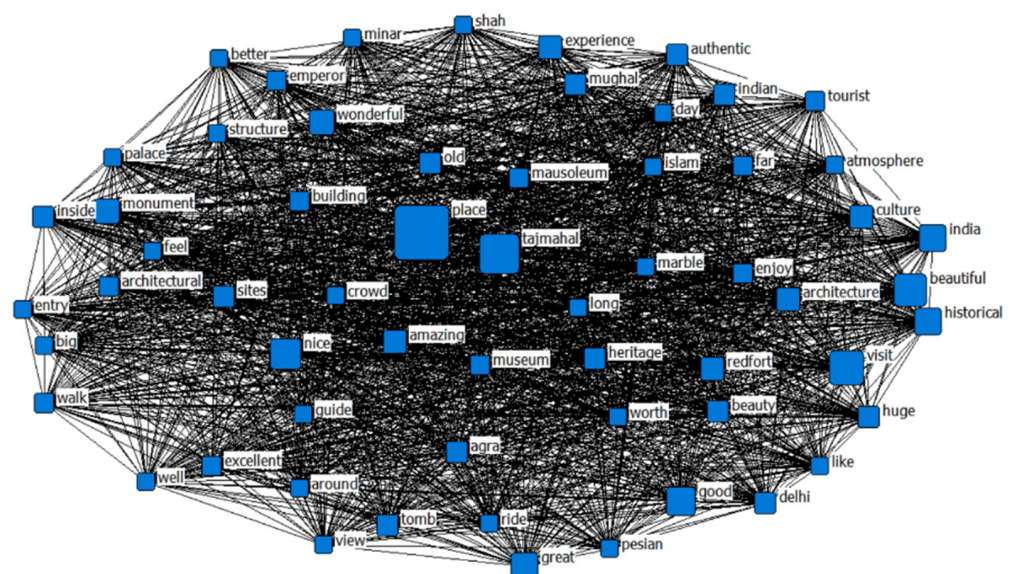 shah
minar
experience
authentic
better
emperor
mughal
indian
tourist
wonderful
day
structure
palace
old
islam
far
atmosphere
mausoleum
building
monument
inside
place
culture
india
tajmahal
feel
marble
enjoy
beautiful
architectural
sites
crowd
architecture
entry
long
historical
big
nice
amazing
museum
heritage
redfort
visit
walk
guide
worth
beauty
huge
agra
excellent
like
well
around
good
delhi
tomb
ride
view
pesian
great